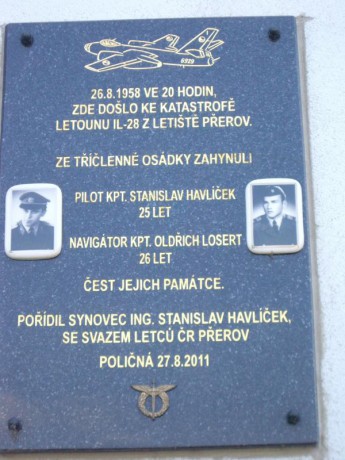 6926
26.8.1958 VE 20 HODIN,
ZDE DOŠLO KE KATASTROFĚ
LETOUNU IL-28 Z LETIŠTĚ PŘEROV.
ZE TŘÍČLENNÉ OSÁDKY ZAHYNULI
PILOT KPT. STANISLAV HAVLÍČEK
25 LET
NAVIGÁTOR KPT. OLDŘICH LOSERT
26 LET
ČEST JEJICH PAMÁTCE.
POŘÍDIL SYNOVEC ING. STANISLAV HAVLÍČEK,
SE SVAZEM LETCŮ ČR PŘEROV
POLIČNÁ 27.8.2011